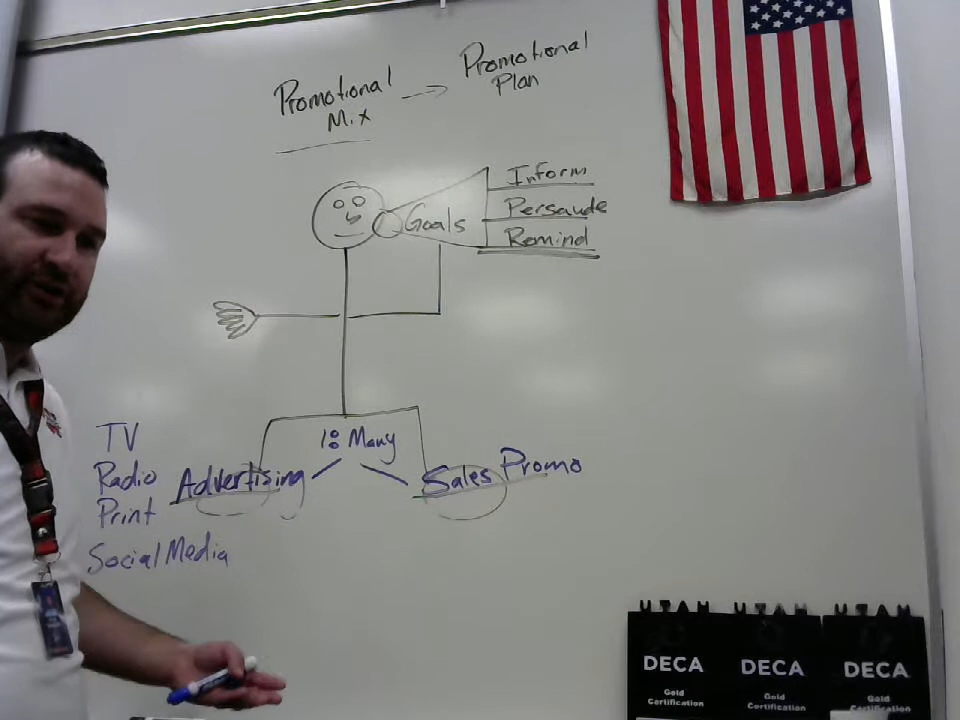 Promotional Mix → Promotional Plan
Goals
Inform
Persaude
Remind
1:Many
TV
Radio
Print
Social Media
Advertising
Sales Promo
UTAH UTAH UTAH
DECA DECA DECA
Gold Certification Gold Certification Gold Certification